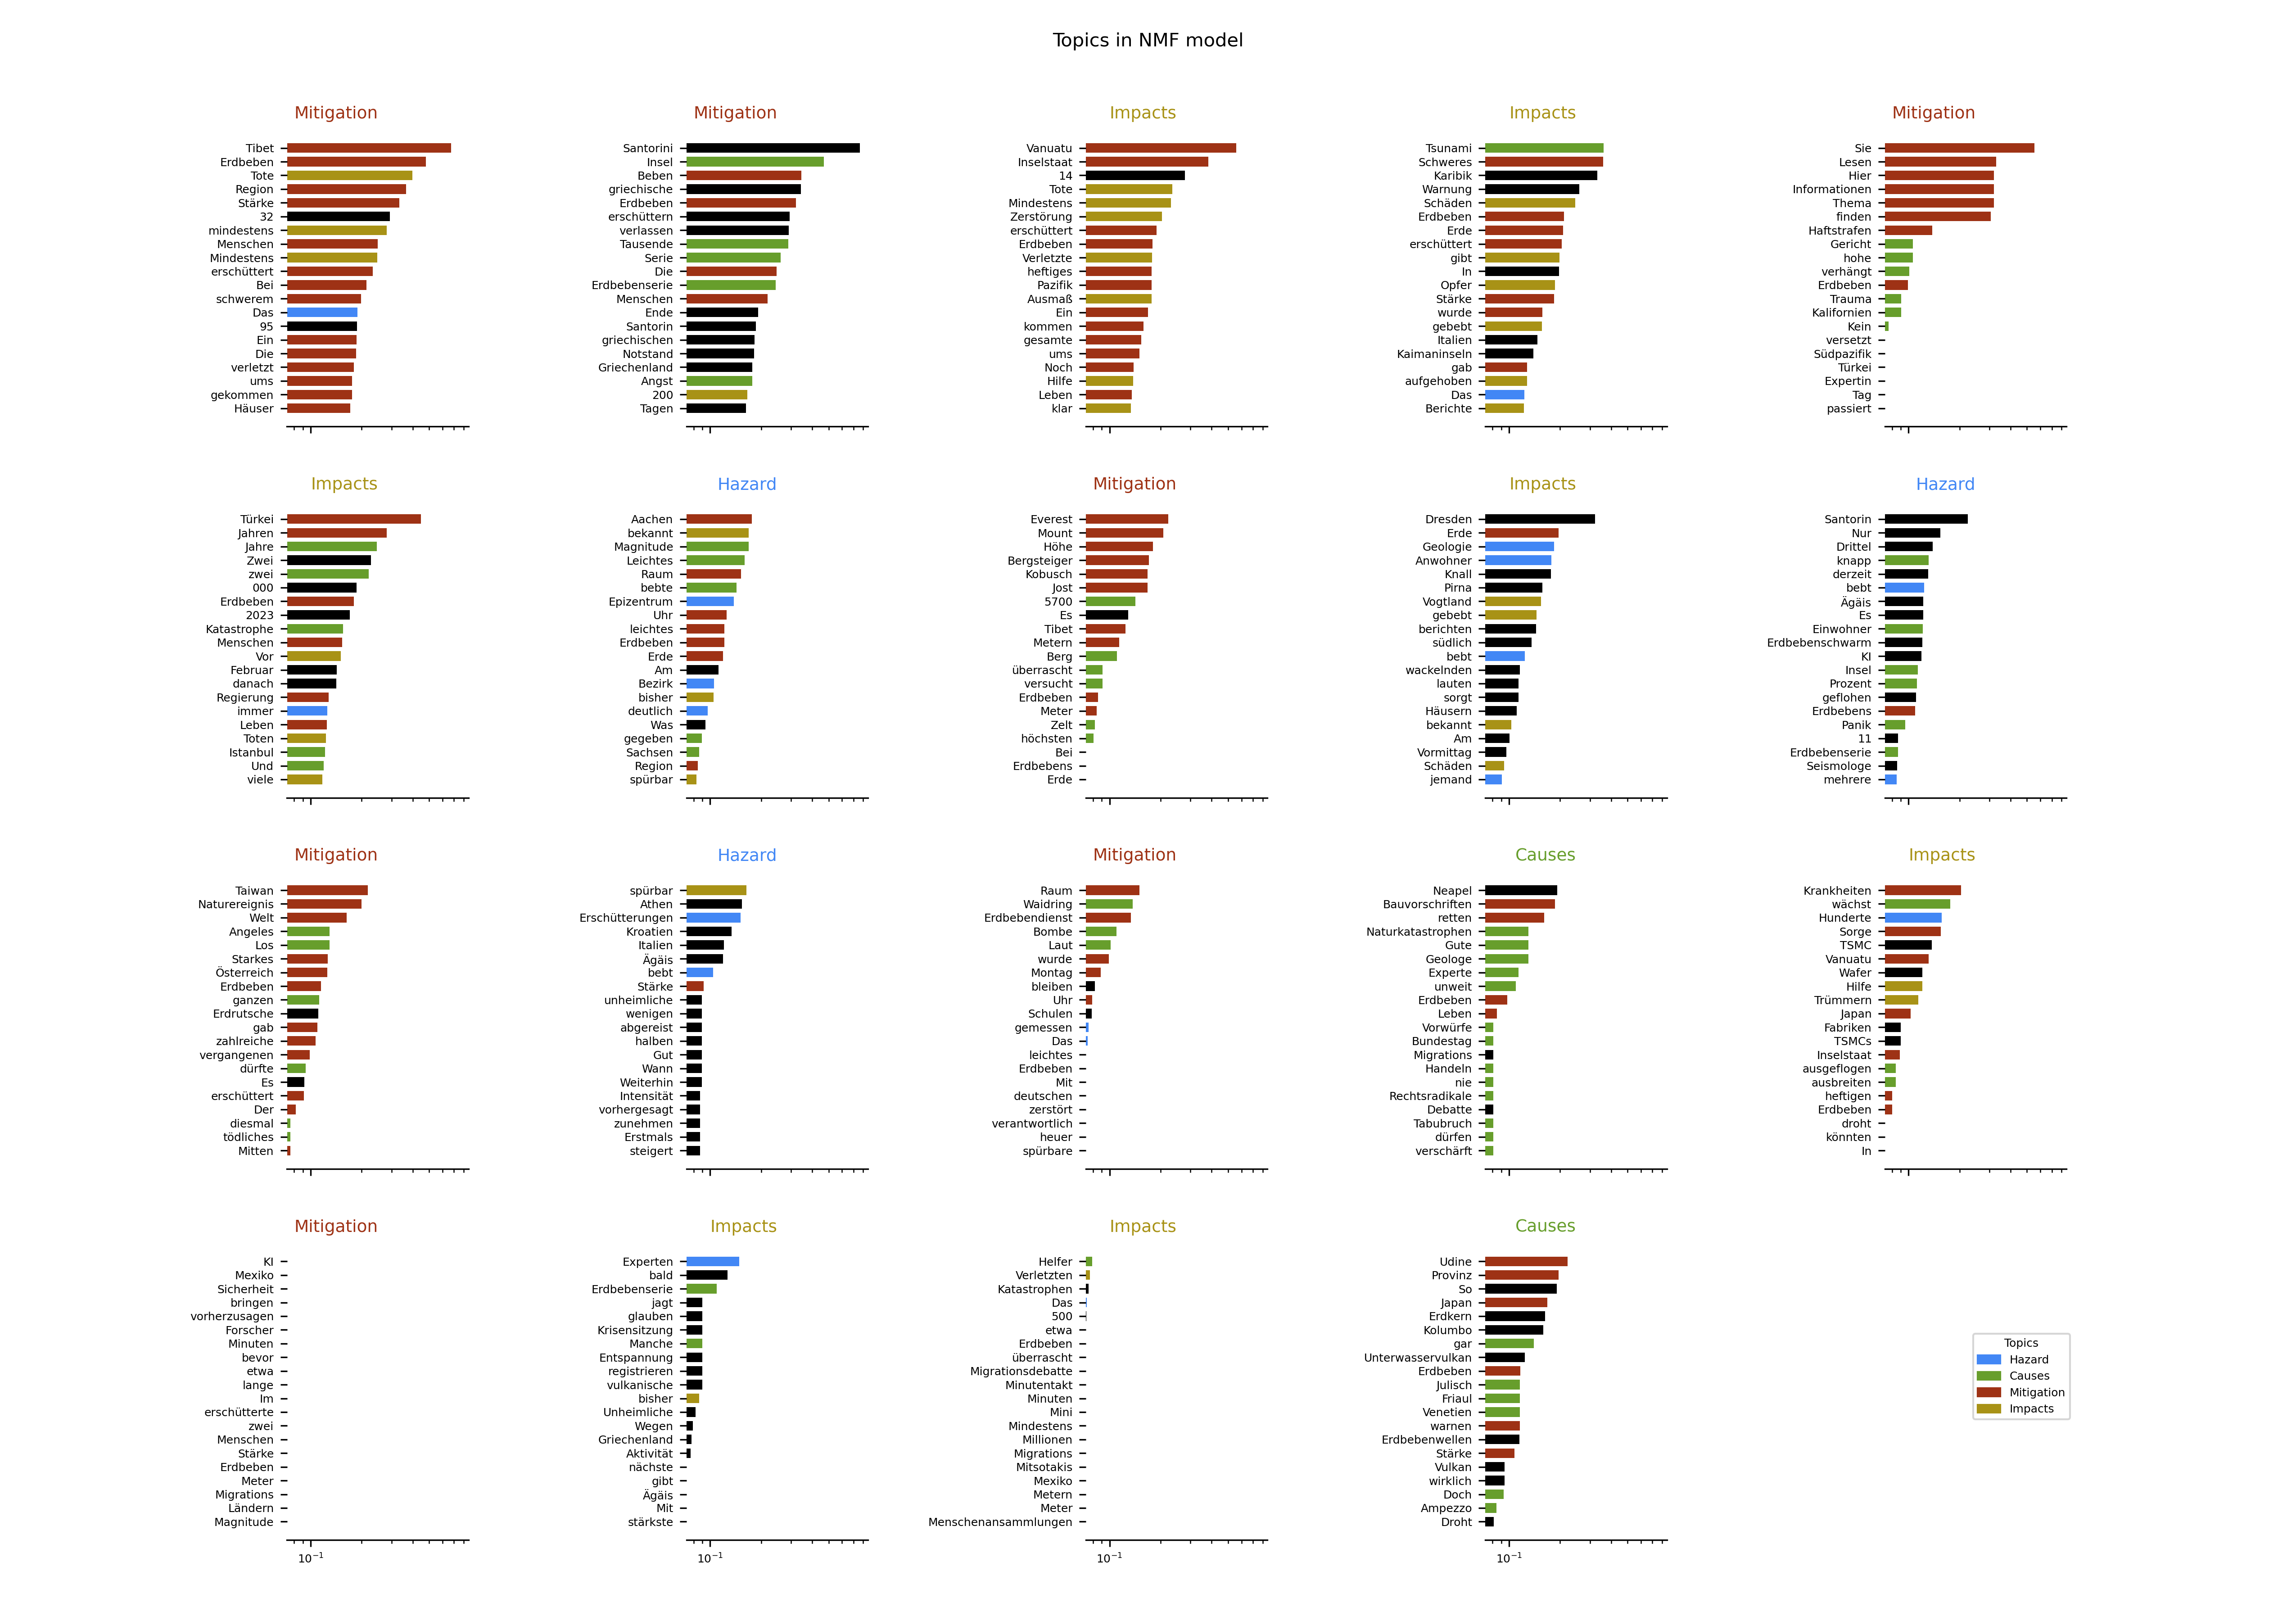 Topics in NMF model
Mitigation
Tibet
Erdbeben
Tote
Region
Stärke
32
mindestens
Menschen
Mindestens
erschüttert
Bei
schwerem
Das
95
Ein
Die
verletzt
ums
gekommen
Häuser
Mitigation
Santorini
Insel
Beben
griechische
Erdbeben
erschüttern
verlassen
Tausende
Serie
Die
Erdbebenserie
Menschen
Ende
Santorin
griechischen
Notstand
Griechenland
Angst
200
Tagen
Impacts
Vanuatu
Inselstaat
14
Tote
Mindestens
Zerstörung
erschüttert
Erdbeben
Verletzte
heftiges
Pazifik
Ausmaß
Ein
kommen
gesamte
ums
Noch
Hilfe
Leben
klar
Impacts
Tsunami
Schweres
Karibik
Warnung
Schäden
Erdbeben
Erde
erschüttert
gibt
In
Opfer
Stärke
wurde
gebebt
Italien
Kaimaninseln
gab
aufgehoben
Das
Berichte
Mitigation
Sie
Lesen
Hier
Informationen
Thema
finden
Haftstrafen
Gericht
hohe
verhängt
Erdbeben
Trauma
Kalifornien
Kein
versetzt
Südpazifik
Türkei
Expertin
Tag
passiert
Impacts
Türkei
Jahren
Jahre
Zwei
zwei
000
Erdbeben
2023
Katastrophe
Menschen
Vor
Februar
danach
Regierung
immer
Leben
Toten
Istanbul
Und
viele
Hazard
Aachen
bekannt
Magnitude
Leichtes
Raum
bebte
Epizentrum
Uhr
leichtes
Erdbeben
Erde
Am
Bezirk
bisher
deutlich
Was
gegeben
Sachsen
Region
spürbar
Mitigation
Everest
Mount
Höhe
Bergsteiger
Kobusch
Jost
5700
Es
Tibet
Metern
Berg
überrascht
versucht
Erdbeben
Meter
Zelt
höchsten
Bei
Erdbebens
Erde
Impacts
Dresden
Erde
Geologie
Anwohner
Knall
Pirna
Vogtland
gebebt
berichten
südlich
bebt
wackelnden
lauten
sorgt
Häusern
bekannt
Am
Vormittag
Schäden
jemand
Hazard
Santorin
Nur
Drittel
knapp
derzeit
bebt
Ägäis
Es
Einwohner
Erdbebenschwarm
KI
Insel
Prozent
geflohen
Erdbebens
Panik
11
Erdbebenserie
Seismologe
mehrere
Mitigation
Taiwan
Naturereignis
Welt
Angeles
Los
Starkes
Österreich
Erdbeben
ganzen
Erdrutsche
gab
zahlreiche
vergangenen
dürfte
Es
erschüttert
Der
diesmal
tödliches
Mitten
Hazard
spürbar
Athen
Erschütterungen
Kroatien
Italien
Ägäis
bebt
Stärke
unheimliche
wenigen
abgereist
halben
Gut
Wann
Weiterhin
Intensität
vorhergesagt
zunehmen
Erstmals
steigert
Mitigation
Raum
Waidring
Erdbebendienst
Bombe
Laut
wurde
Montag
bleiben
Uhr
Schulen
gemessen
Das
leichtes
Erdbeben
Mit
deutschen
zerstört
verantwortlich
heuer
spürbare
Causes
Neapel
Bauvorschriften
retten
Naturkatastrophen
Gute
Geologe
Experte
unweit
Erdbeben
Leben
Vorwürfe
Bundestag
Migrations
Handeln
nie
Rechtsradikale
Debatte
Tabubruch
dürfen
verschärft
Impacts
Krankheiten
wächst
Hunderte
Sorge
TSMC
Vanuatu
Wafer
Hilfe
Trümmern
Japan
Fabriken
TSMCs
Inselstaat
ausgeflogen
ausbreiten
heftigen
Erdbeben
droht
könnten
In
Mitigation
KI
Mexiko
Sicherheit
bringen
vorherzusagen
Forscher
Minuten
bevor
etwa
lange
Im
erschütterte
zwei
Menschen
Stärke
Erdbeben
Meter
Migrations
Ländern
Magnitude
10⁻¹
Impacts
Experten
bald
Erdbebenserie
jagt
glauben
Krisensitzung
Manche
Entspannung
registrieren
vulkanische
bisher
Unheimliche
Wegen
Griechenland
Aktivität
nächste
gibt
Ägäis
Mit
stärkste
10⁻¹
Impacts
Helfer
Verletzten
Katastrophen
Das
500
etwa
Erdbeben
überrascht
Migrationsdebatte
Minutentakt
Minuten
Mini
Mindestens
Millionen
Migrations
Mitsotakis
Mexiko
Metern
Meter
Menschenansammlungen
10⁻¹
Causes
Udine
Provinz
So
Japan
Erdkern
Kolumbo
gar
Unterwasservulkan
Erdbeben
Julisch
Friaul
Venetien
warnen
Erdbebenwellen
Stärke
Vulkan
wirklich
Doch
Ampezzo
Droht
10⁻¹
Topics
Hazard
Causes
Mitigation
Impacts